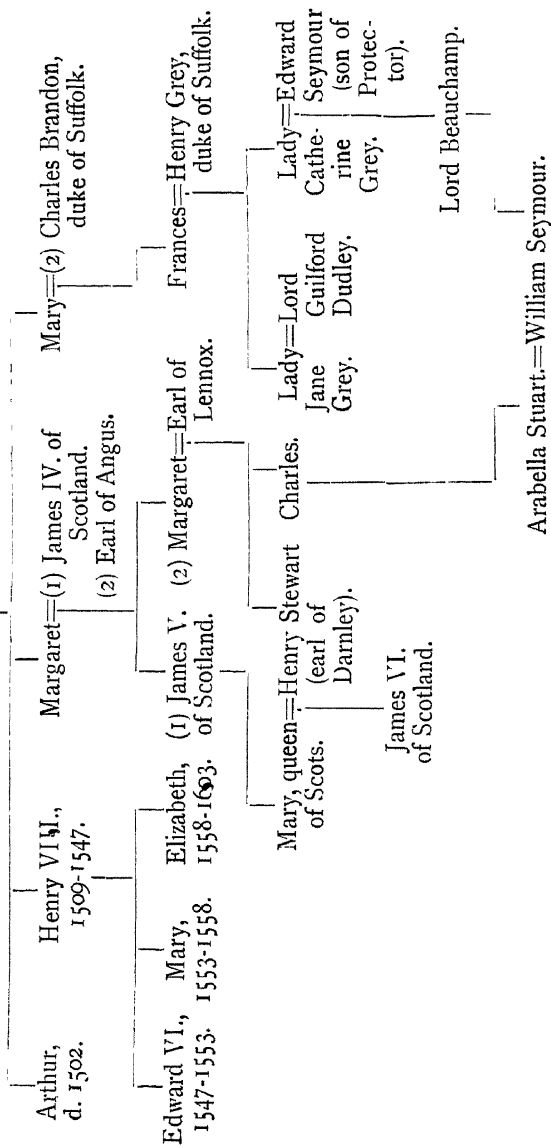 Arthur,
d. 1502.
Henry VIII.,
1509-1547.
Margaret=(1) James IV. of
Scotland.
(2) Earl of Angus.
Mary=(2) Charles Brandon,
duke of Suffolk.
Edward VI.,
1547-1553.
Mary,
1553-1558.
Elizabeth,
1558-1603.
(1) James V.
of Scotland.
(2) Margaret=Earl of
Lennox.
Frances=Henry Grey,
duke of Suffolk.
Mary, queen=Henry Stewart
of Scots. (earl of
Darnley).
Charles.
Lady=Lord
Jane Guilford
Grey. Dudley.
Lady=Edward
Cathe- Seymour
rine (son of
Grey. Protec-
tor).
James VI.
of Scotland.
Lord Beauchamp.
Arabella Stuart.=William Seymour.